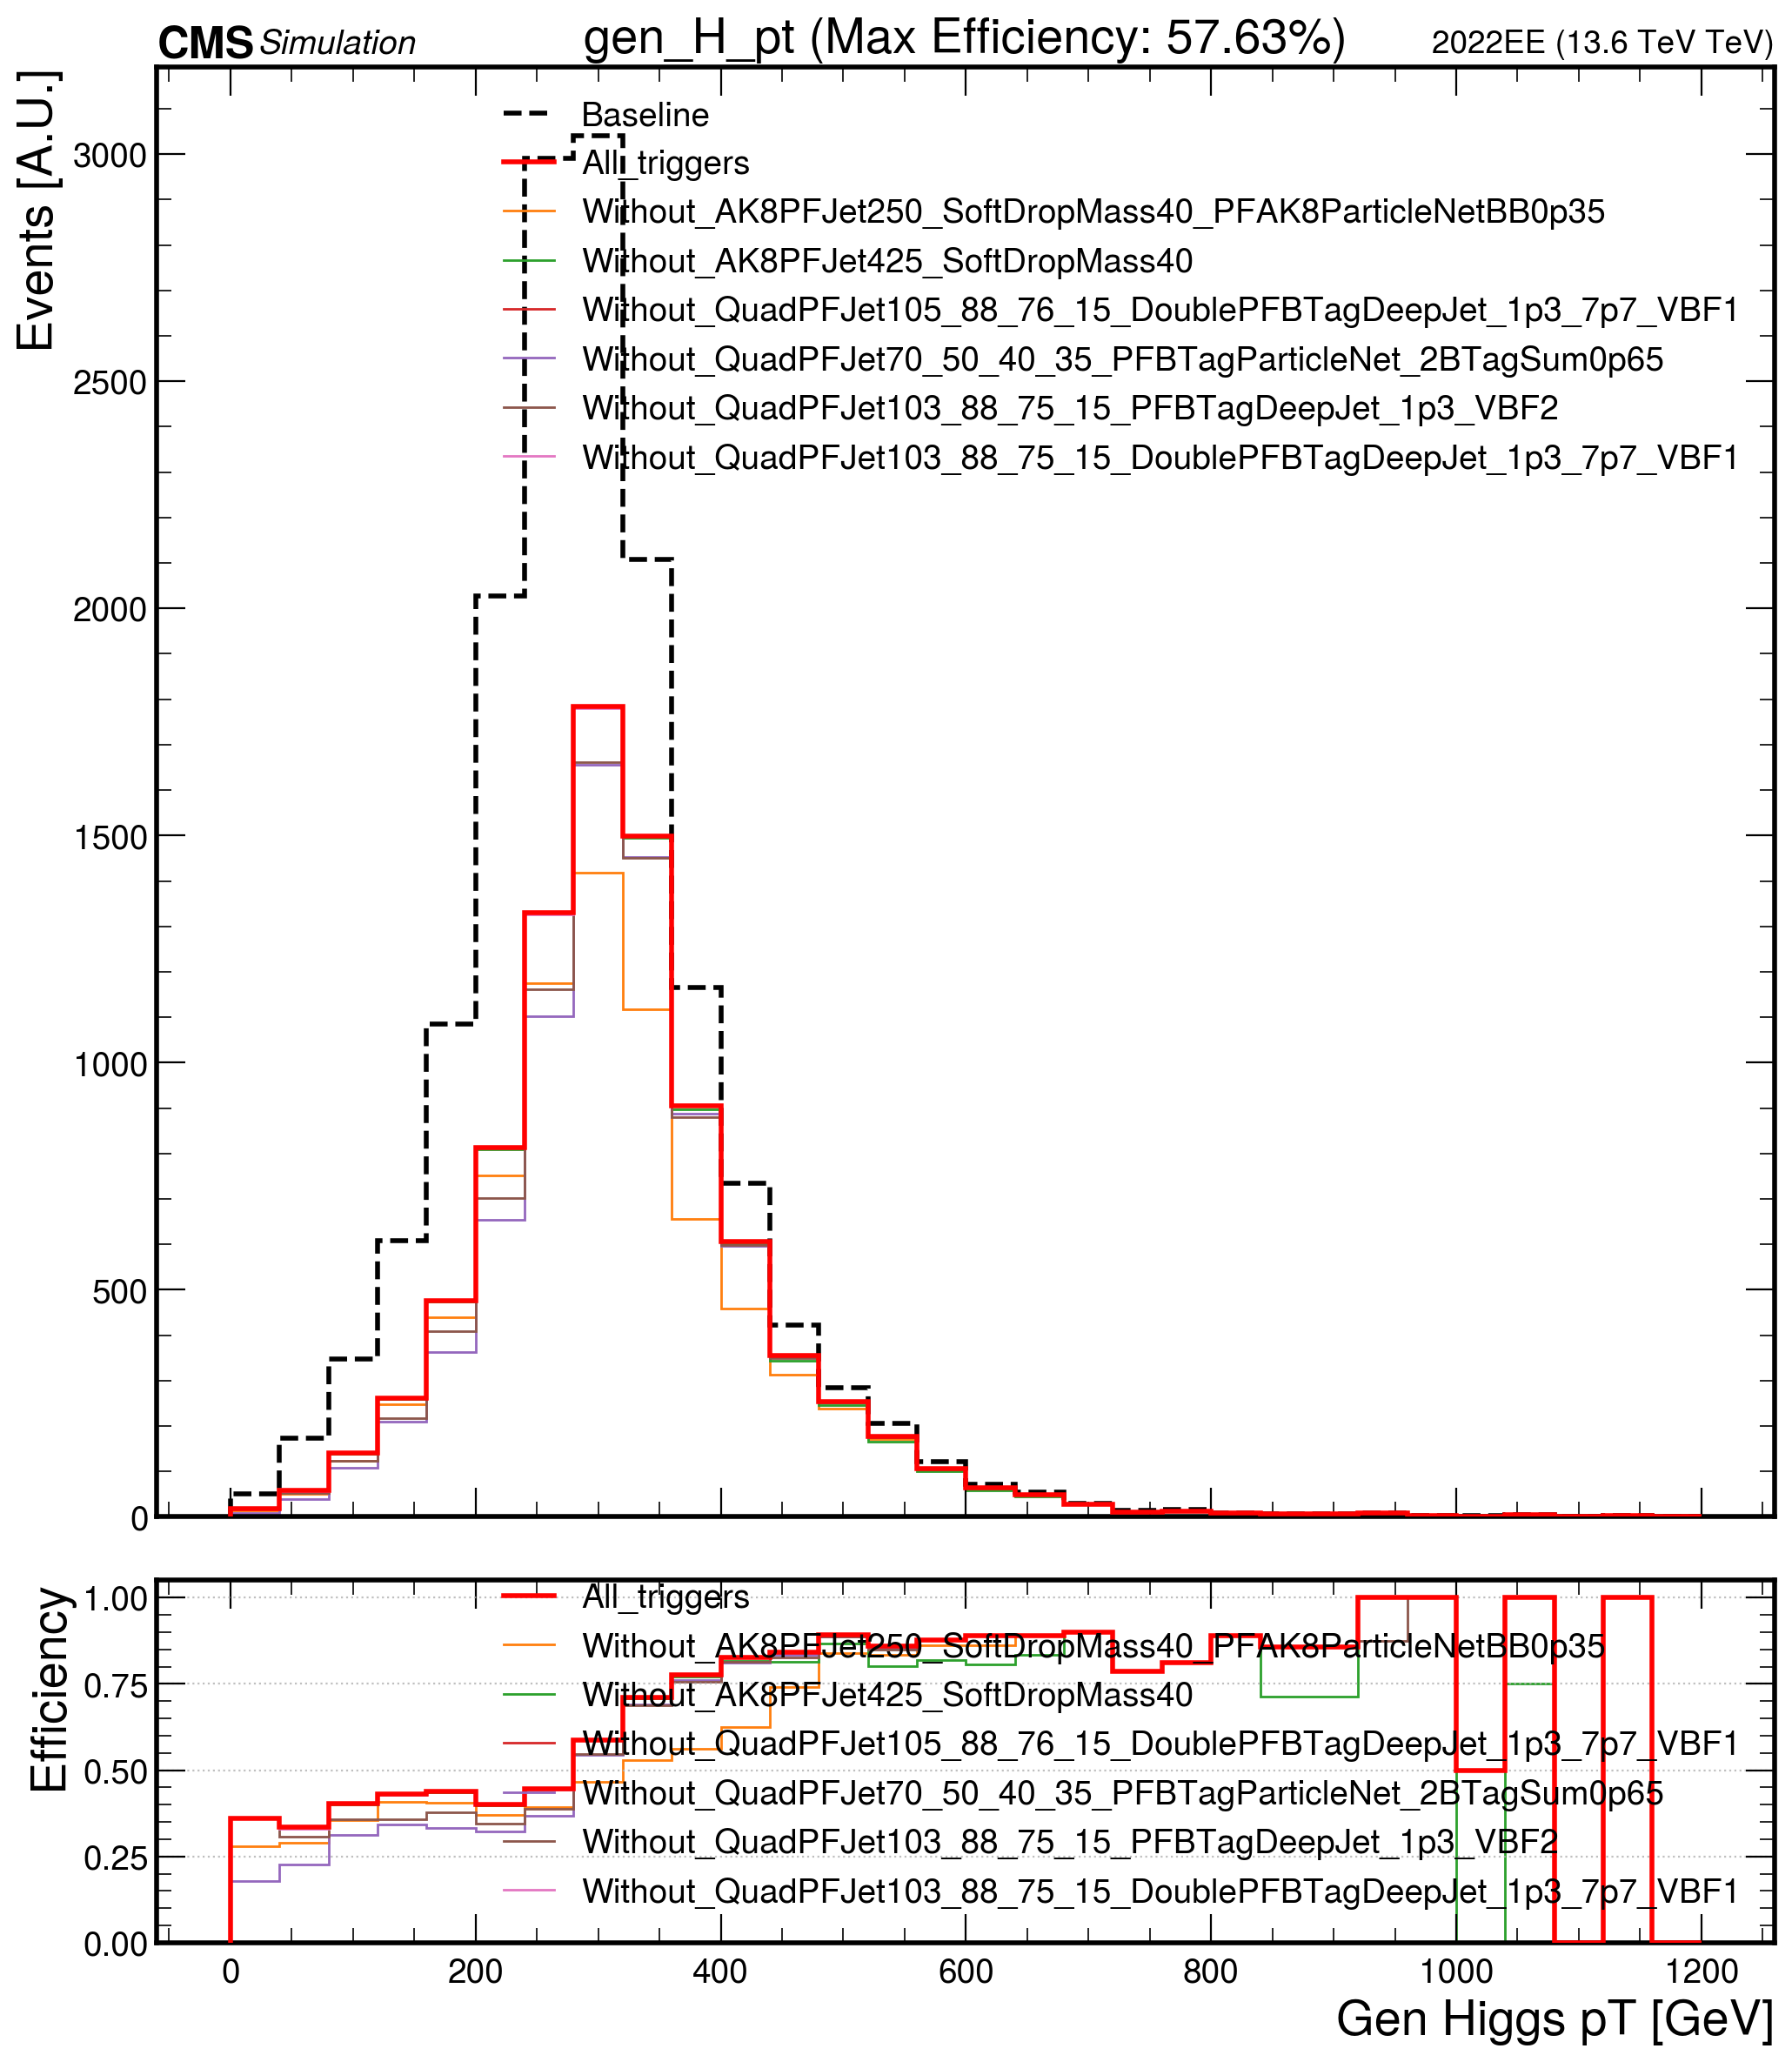 CMS Simulation gen_H_pt (Max Efficiency: 57.63%) 2022EE (13.6 TeV TeV)
Events [A.U.]
3000
2500
2000
1500
1000
500
0
Baseline
All_triggers
Without_AK8PFJet250_SoftDropMass40_PFAK8ParticleNetBB0p35
Without_AK8PFJet425_SoftDropMass40
Without_QuadPFJet105_88_76_15_DoublePFBTagDeepJet_1p3_7p7_VBF1
Without_QuadPFJet70_50_40_35_PFBTagParticleNet_2BTagSum0p65
Without_QuadPFJet103_88_75_15_PFBTagDeepJet_1p3_VBF2
Without_QuadPFJet103_88_75_15_DoublePFBTagDeepJet_1p3_7p7_VBF1
Efficiency
1.00
0.75
0.50
0.25
0.00
All_triggers
Without_AK8PFJet250_SoftDropMass40_PFAK8ParticleNetBB0p35
Without_AK8PFJet425_SoftDropMass40
Without_QuadPFJet105_88_76_15_DoublePFBTagDeepJet_1p3_7p7_VBF1
Without_QuadPFJet70_50_40_35_PFBTagParticleNet_2BTagSum0p65
Without_QuadPFJet103_88_75_15_PFBTagDeepJet_1p3_VBF2
Without_QuadPFJet103_88_75_15_DoublePFBTagDeepJet_1p3_7p7_VBF1
0 200 400 600 800 1000 1200
Gen Higgs pT [GeV]